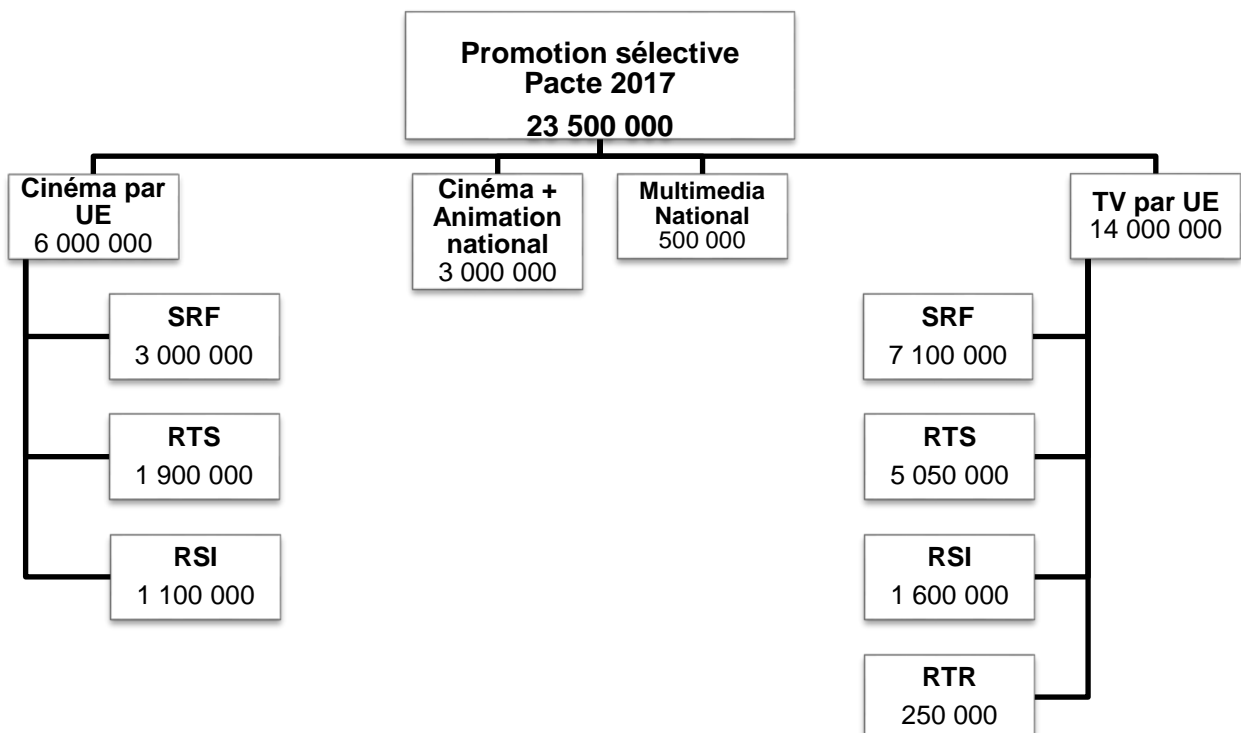 Promotion sélective
Pacte 2017
23 500 000
Cinéma par
UE
6 000 000
Cinéma +
Animation
national
3 000 000
Multimedia
National
500 000
TV par UE
14 000 000
SRF
3 000 000
RTS
1 900 000
RSI
1 100 000
SRF
7 100 000
RTS
5 050 000
RSI
1 600 000
RTR
250 000